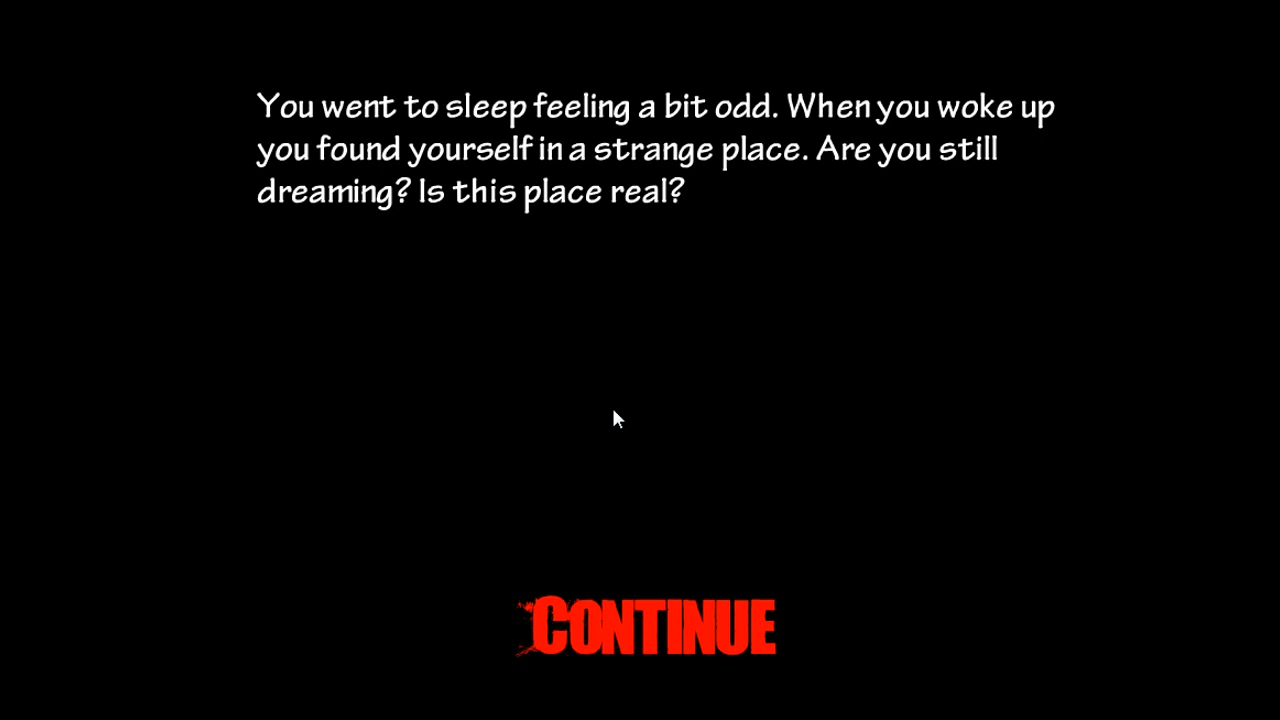 You went to sleep feeling a bit odd. When you woke up
you found yourself in a strange place. Are you still
dreaming? Is this place real?
CONTINUE